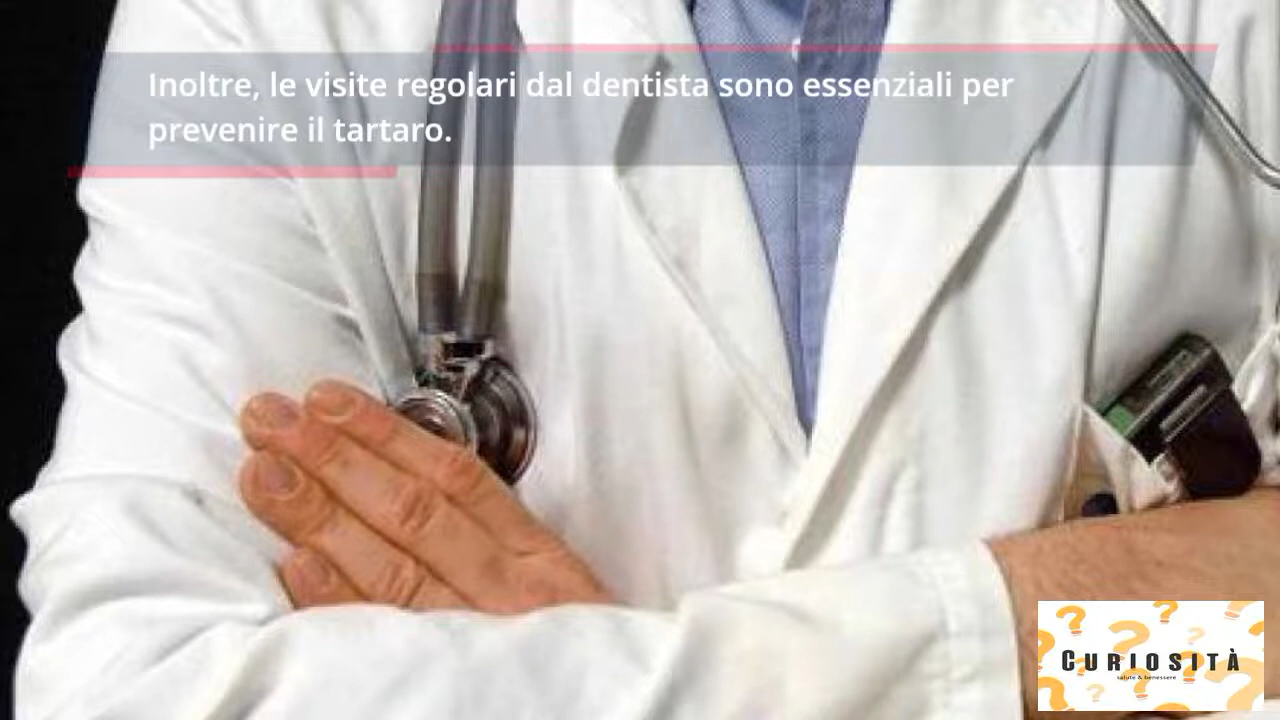 Inoltre, le visite regolari dal dentista sono essenziali per
prevenire il tartaro.
CURIOSITÀ
salute & benessere